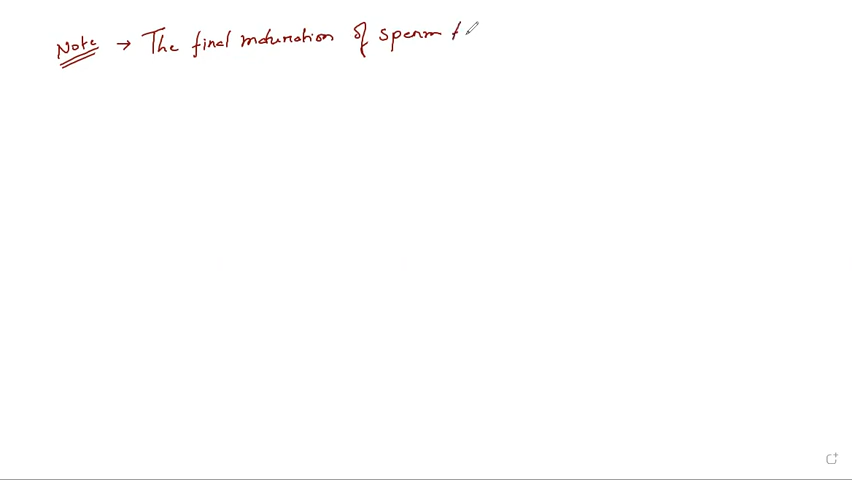 Note → The final maturation of sperm t